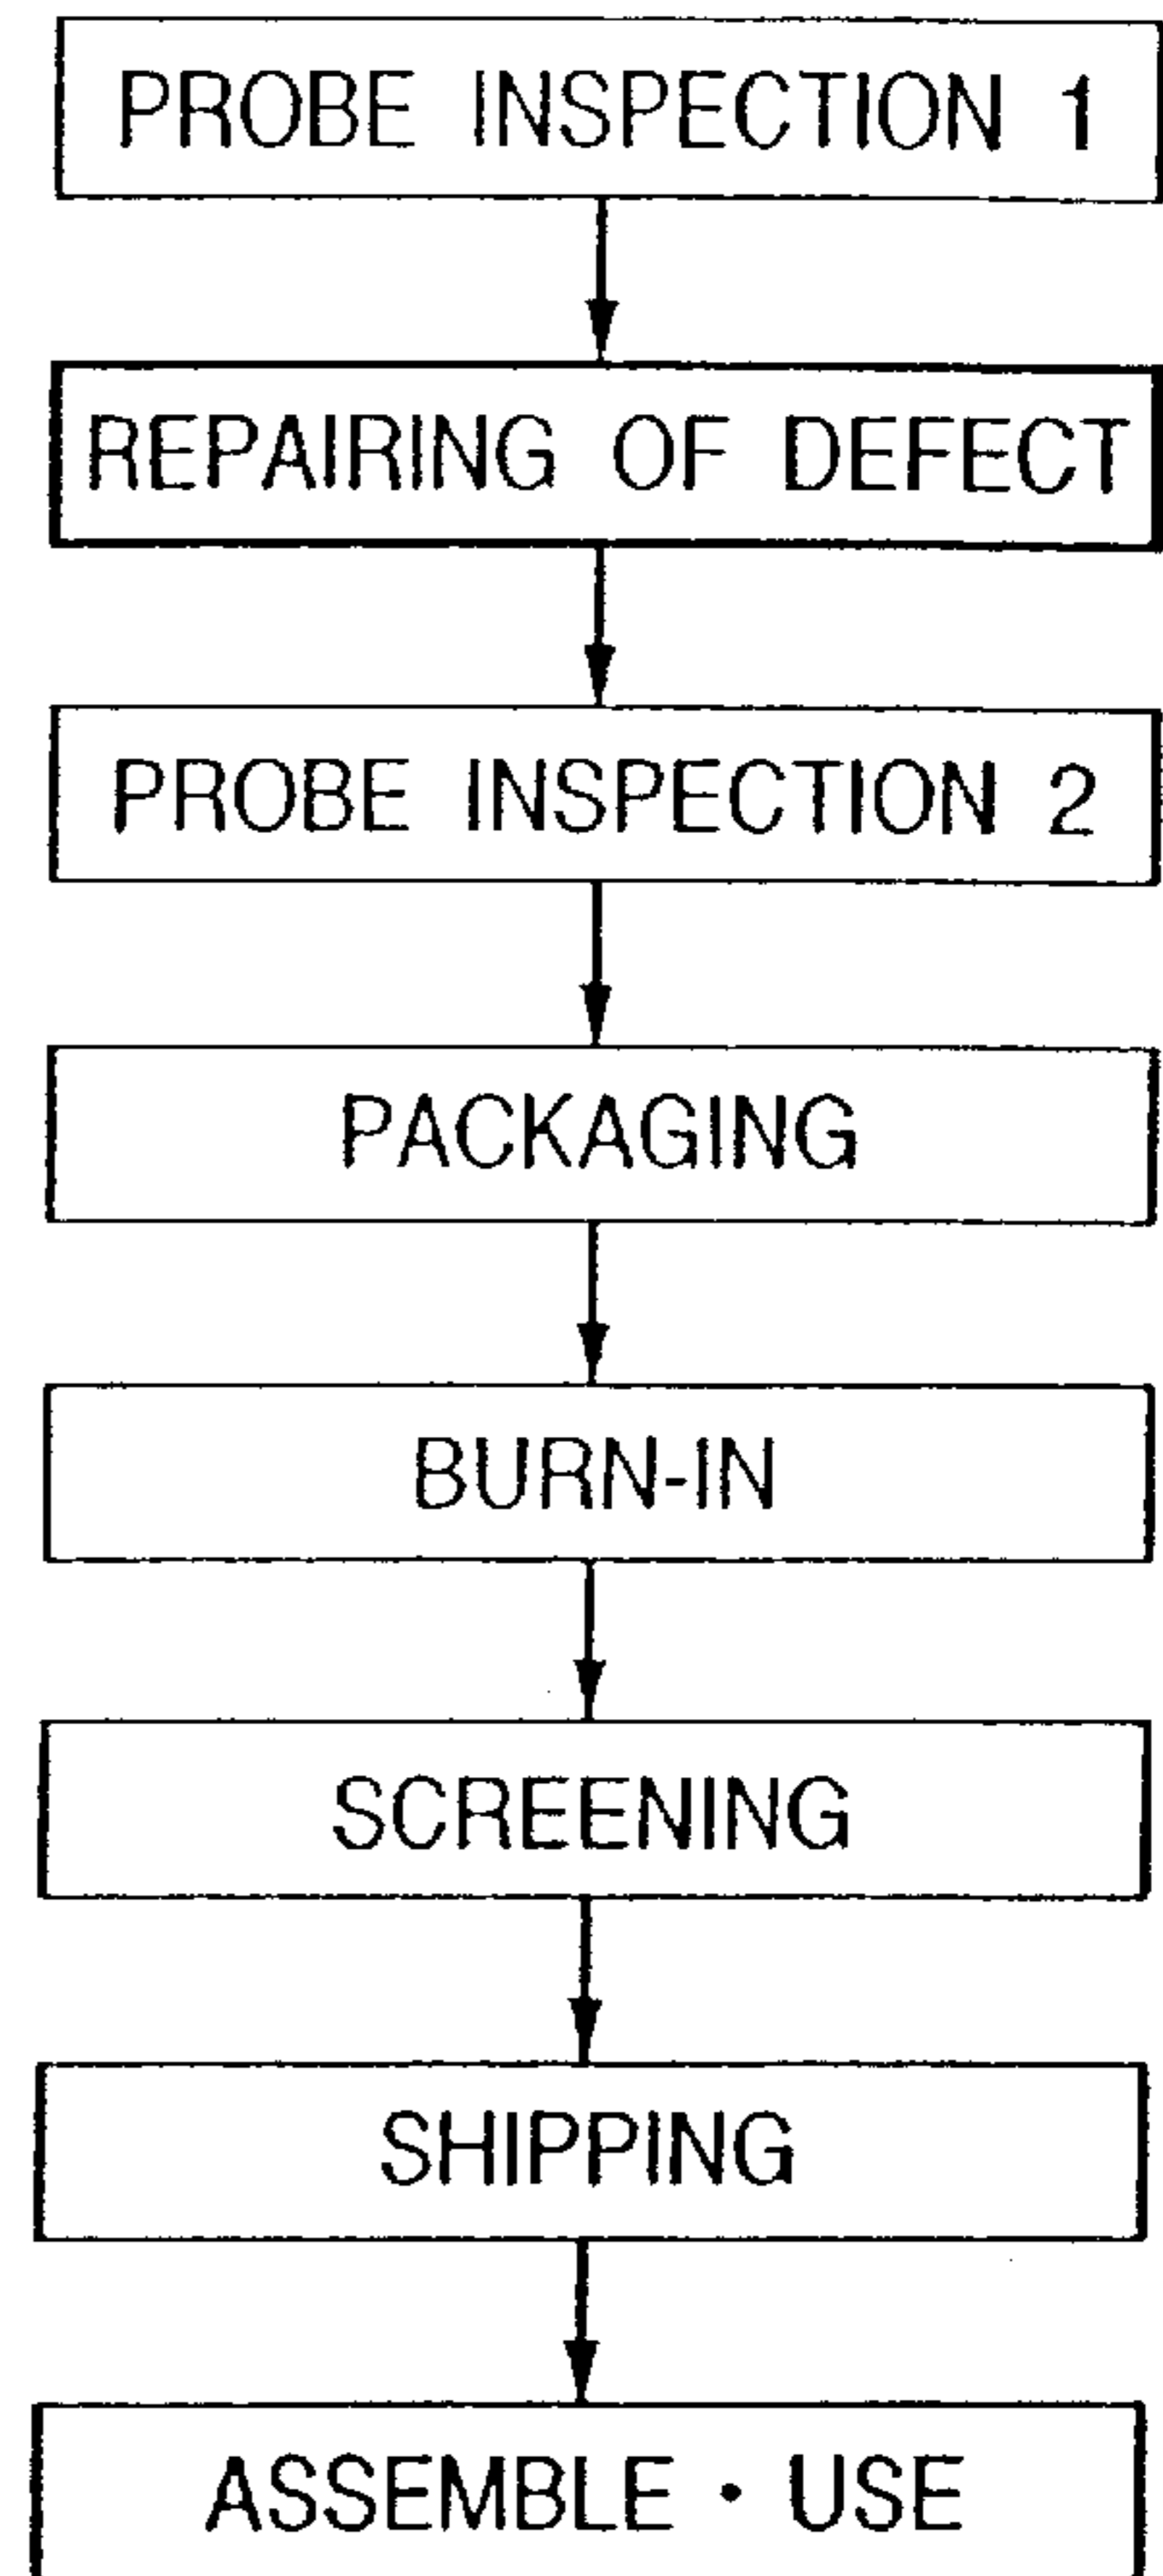 PROBE INSPECTION 1
REPAIRING OF DEFECT
PROBE INSPECTION 2
PACKAGING
BURN-IN
SCREENING
SHIPPING
ASSEMBLE・USE